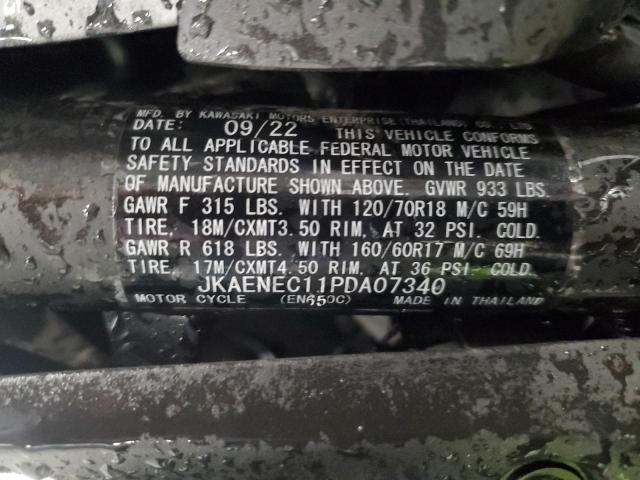 MFD. BY KAWASAKI MOTORS ENTERPRISE (THAILAND) CO., LTD.
DATE: 09/22 THIS VEHICLE CONFORMS
TO ALL APPLICABLE FEDERAL MOTOR VEHICLE
SAFETY STANDARDS IN EFFECT ON THE DATE
OF MANUFACTURE SHOWN ABOVE. GVWR 933 LBS.
GAWR F 315 LBS. WITH 120/70R18 M/C 59H
TIRE, 18M/CXMT3.50 RIM, AT 32 PSI. COLD.
GAWR R 618 LBS. WITH 160/60R17 M/C 69H
TIRE, 17M/CXMT4.50 RIM, AT 36 PSI. COLD.
JKAENEC11PDA07340
MOTOR CYCLE (EN650C) MADE IN THAILAND